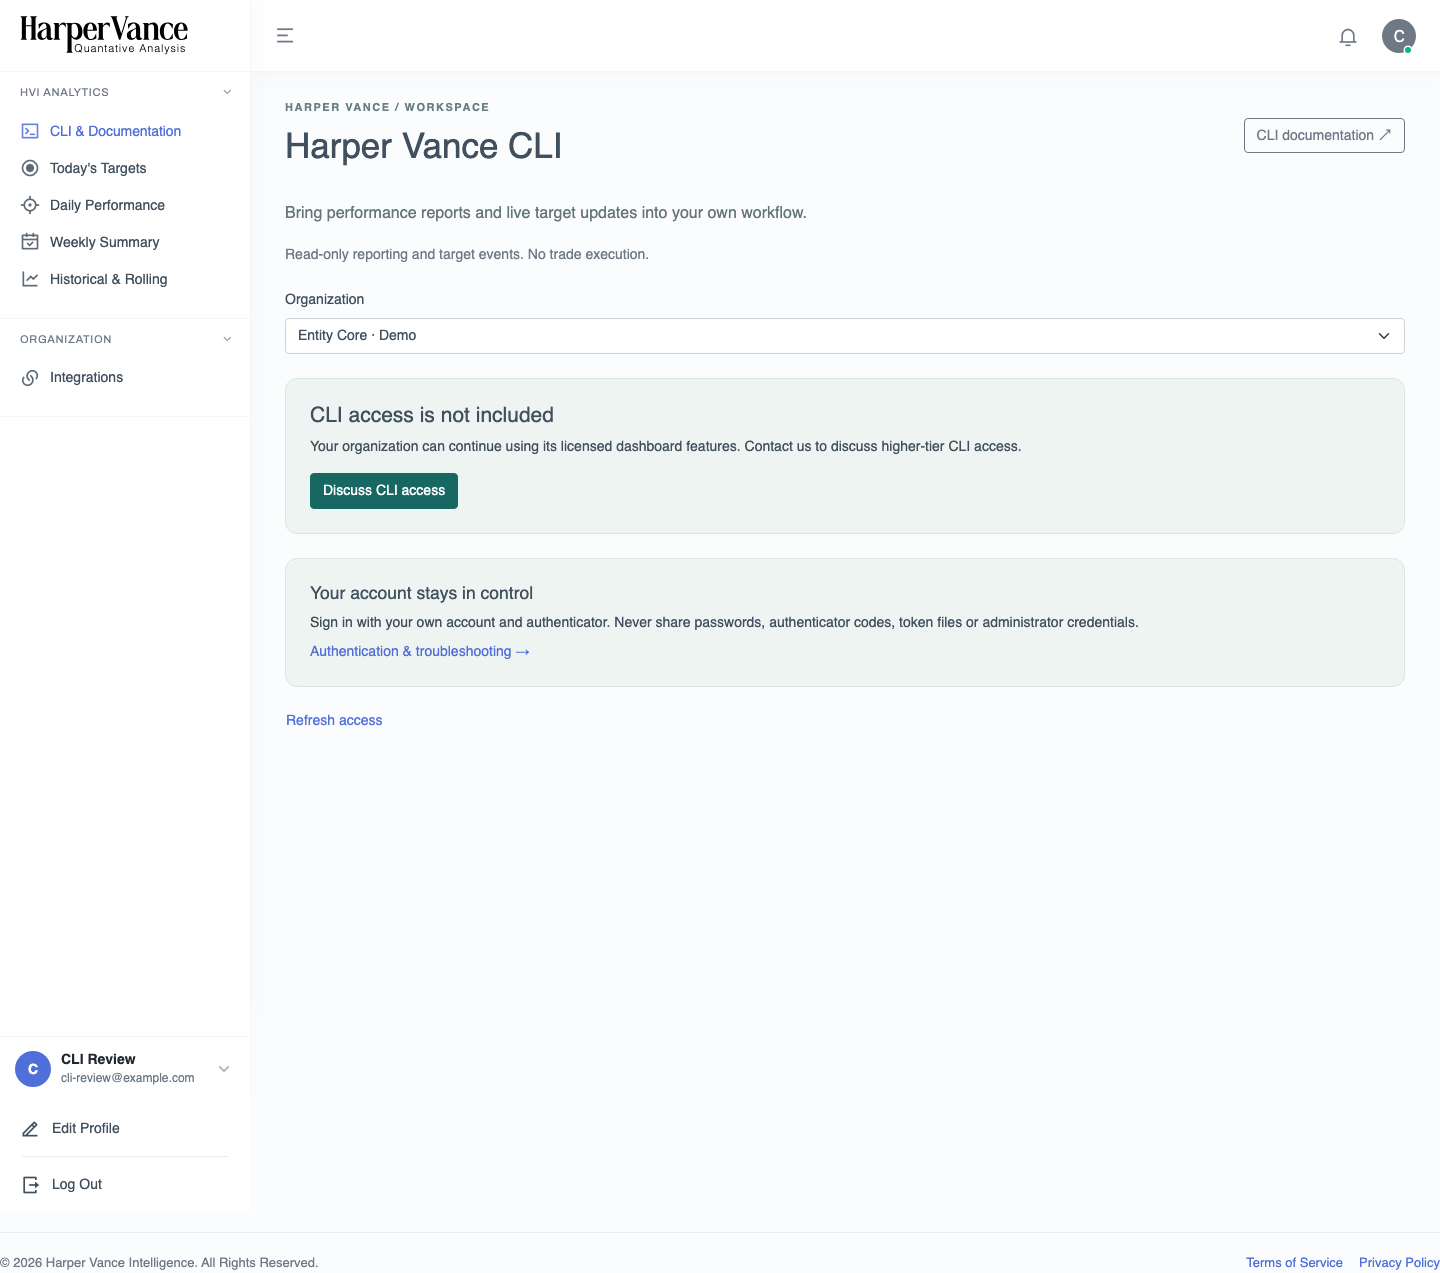 HarperVance
Quantative Analysis
C
HVI ANALYTICS
CLI & Documentation
Today's Targets
Daily Performance
Weekly Summary
Historical & Rolling
ORGANIZATION
Integrations
HARPER VANCE / WORKSPACE
Harper Vance CLI
CLI documentation ↗
Bring performance reports and live target updates into your own workflow.
Read-only reporting and target events. No trade execution.
Organization
Entity Core · Demo
CLI access is not included
Your organization can continue using its licensed dashboard features. Contact us to discuss higher-tier CLI access.
Discuss CLI access
Your account stays in control
Sign in with your own account and authenticator. Never share passwords, authenticator codes, token files or administrator credentials.
Authentication & troubleshooting →
Refresh access
C
CLI Review
cli-review@example.com
Edit Profile
Log Out
© 2026 Harper Vance Intelligence. All Rights Reserved.
Terms of Service
Privacy Policy